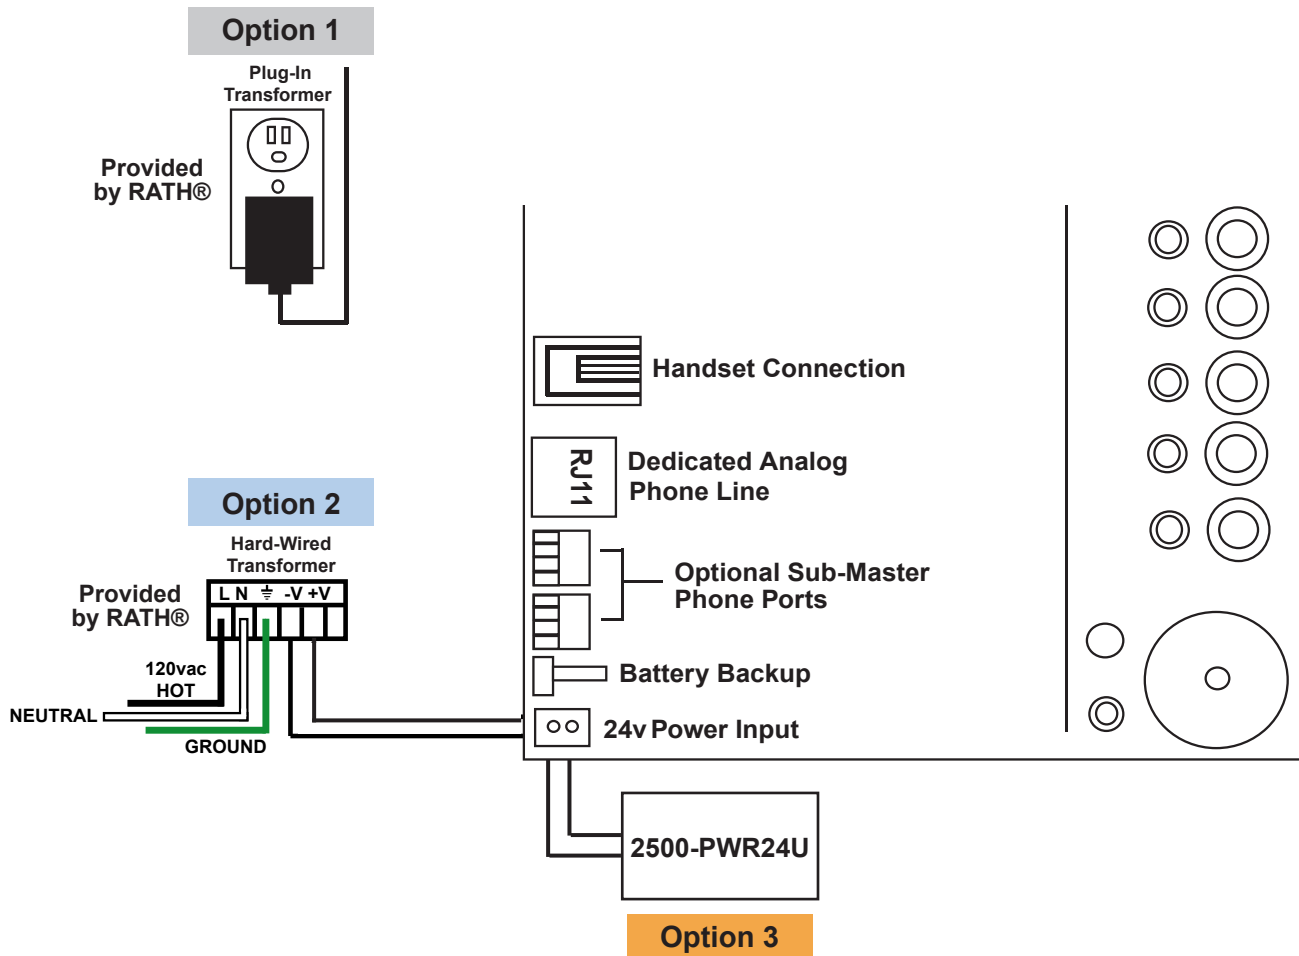 Option 1
Plug-In
Transformer
Provided
by RATH®
Handset Connection
RJ11
Dedicated Analog
Phone Line
Option 2
Hard-Wired
Transformer
Provided
by RATH®
L N ⏚ -V +V
120vac
HOT
NEUTRAL
GROUND
Optional Sub-Master
Phone Ports
Battery Backup
24v Power Input
2500-PWR24U
Option 3